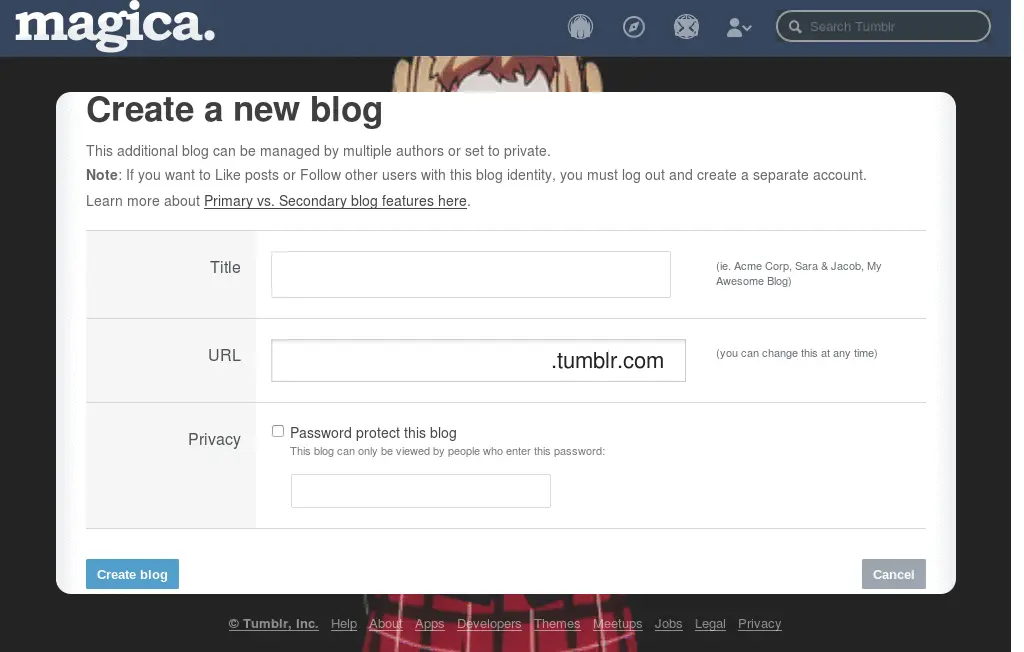 magica.
Search Tumblr
Create a new blog
This additional blog can be managed by multiple authors or set to private.
Note: If you want to Like posts or Follow other users with this blog identity, you must log out and create a separate account.
Learn more about Primary vs. Secondary blog features here.
Title
(ie. Acme Corp, Sara & Jacob, My
Awesome Blog)
URL
.tumblr.com
(you can change this at any time)
Privacy
Password protect this blog
This blog can only be viewed by people who enter this password:
Create blog
Cancel
© Tumblr, Inc. Help About Apps Developers Themes Meetups Jobs Legal Privacy